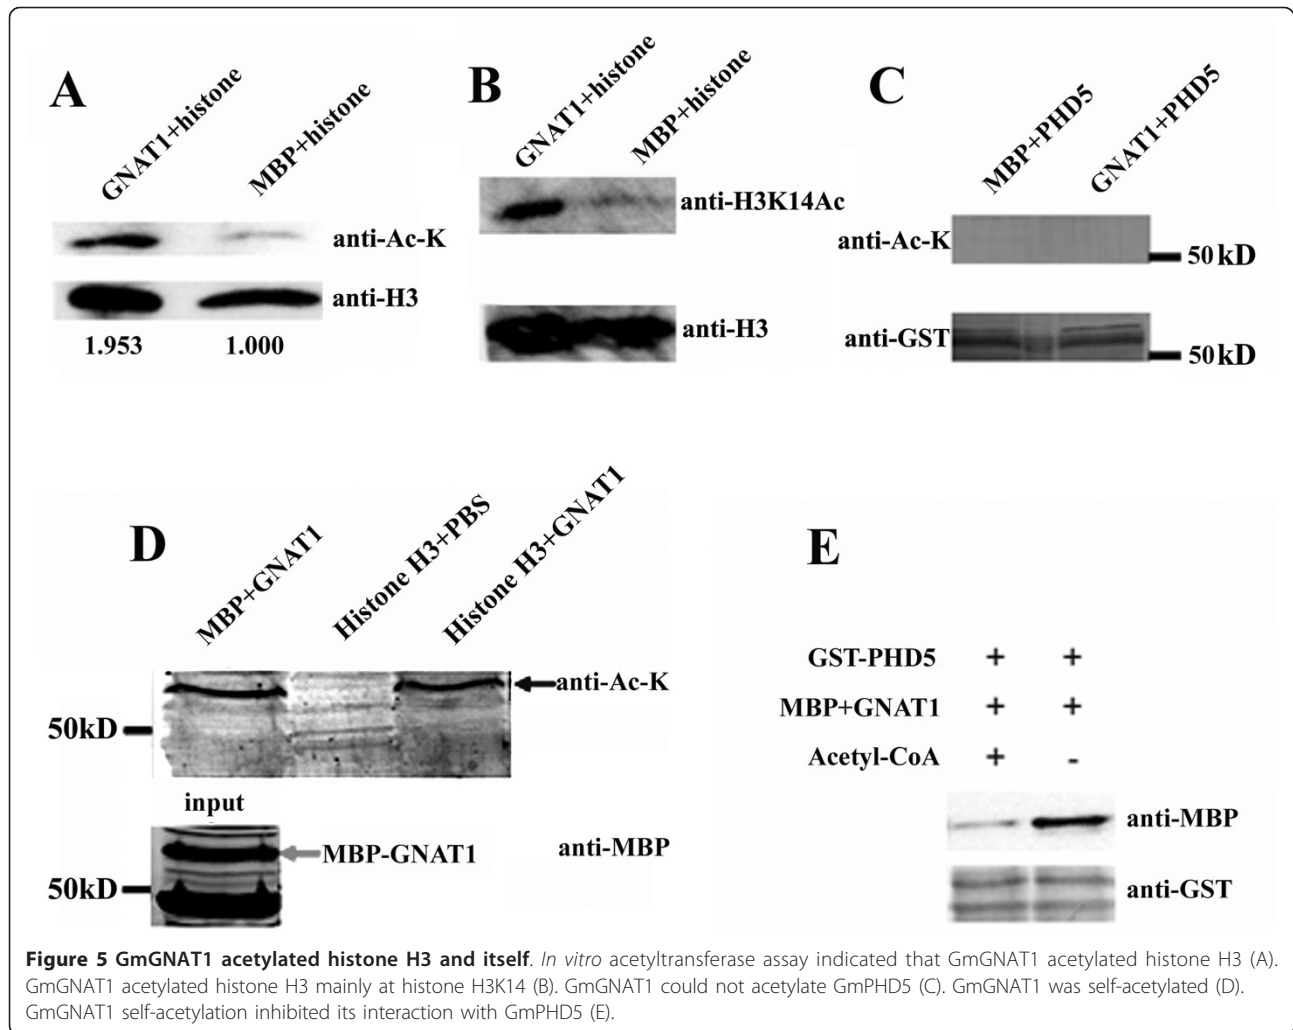 A
GNAT1+histone
MBP+histone
anti-Ac-K
anti-H3
1.953 1.000
B
GNAT1+histone
MBP+histone
anti-H3K14Ac
anti-H3
C
MBP+PHD5
GNAT1+PHD5
anti-Ac-K
50kD
anti-GST
50kD
D
MBP+GNAT1
Histone H3+PBS
Histone H3+GNAT1
anti-Ac-K
50kD
input
MBP-GNAT1
anti-MBP
50kD
E
GST-PHD5 + +
MBP+GNAT1 + +
Acetyl-CoA + -
anti-MBP
anti-GST
Figure 5 GmGNAT1 acetylated histone H3 and itself. In vitro acetyltransferase assay indicated that GmGNAT1 acetylated histone H3 (A).
GmGNAT1 acetylated histone H3 mainly at histone H3K14 (B). GmGNAT1 could not acetylate GmPHD5 (C). GmGNAT1 was self-acetylated (D).
GmGNAT1 self-acetylation inhibited its interaction with GmPHD5 (E).